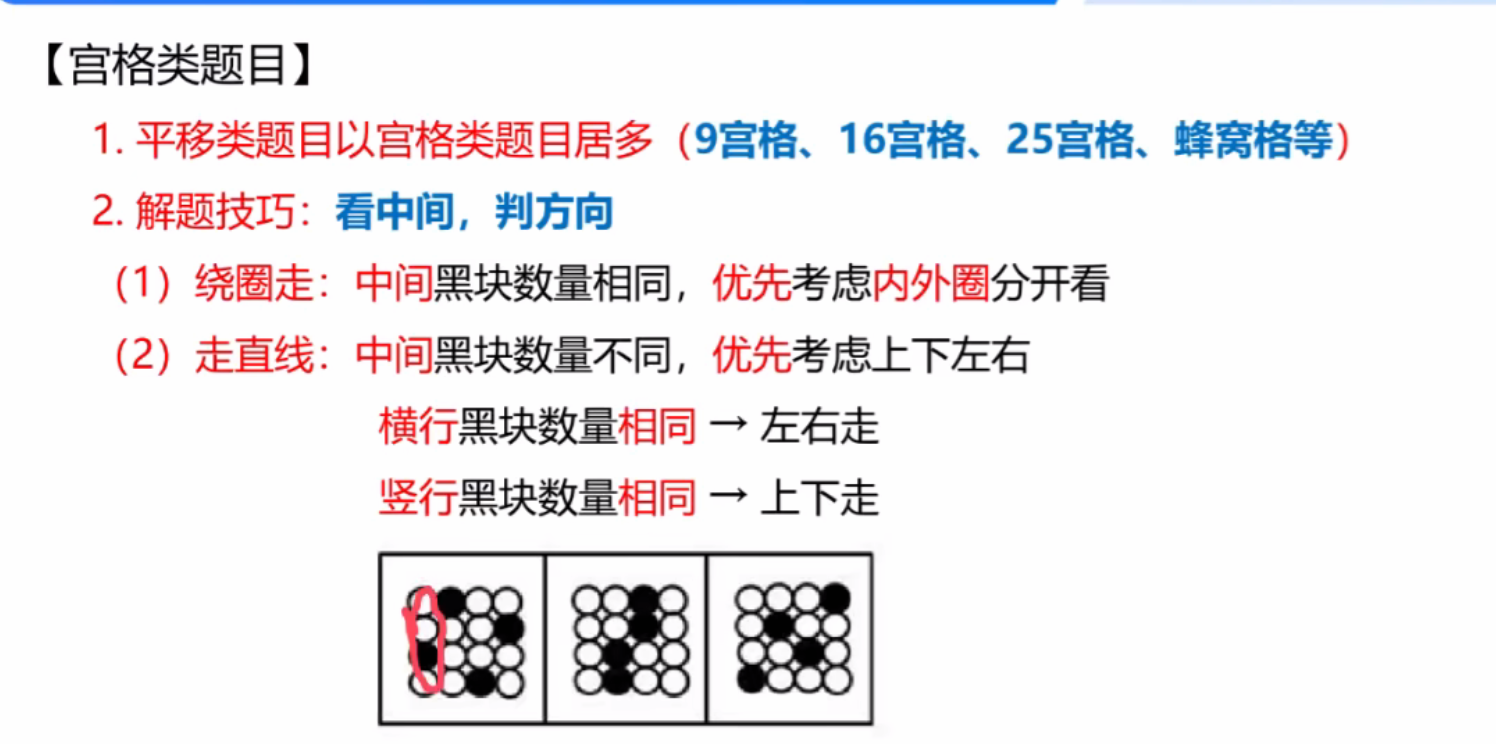 【宫格类题目】
1. 平移类题目以宫格类题目居多（9宫格、16宫格、25宫格、蜂窝格等）
2. 解题技巧：看中间，判方向
（1）绕圈走：中间黑块数量相同，优先考虑内外圈分开看
（2）走直线：中间黑块数量不同，优先考虑上下左右
横行黑块数量相同 → 左右走
竖行黑块数量相同 → 上下走